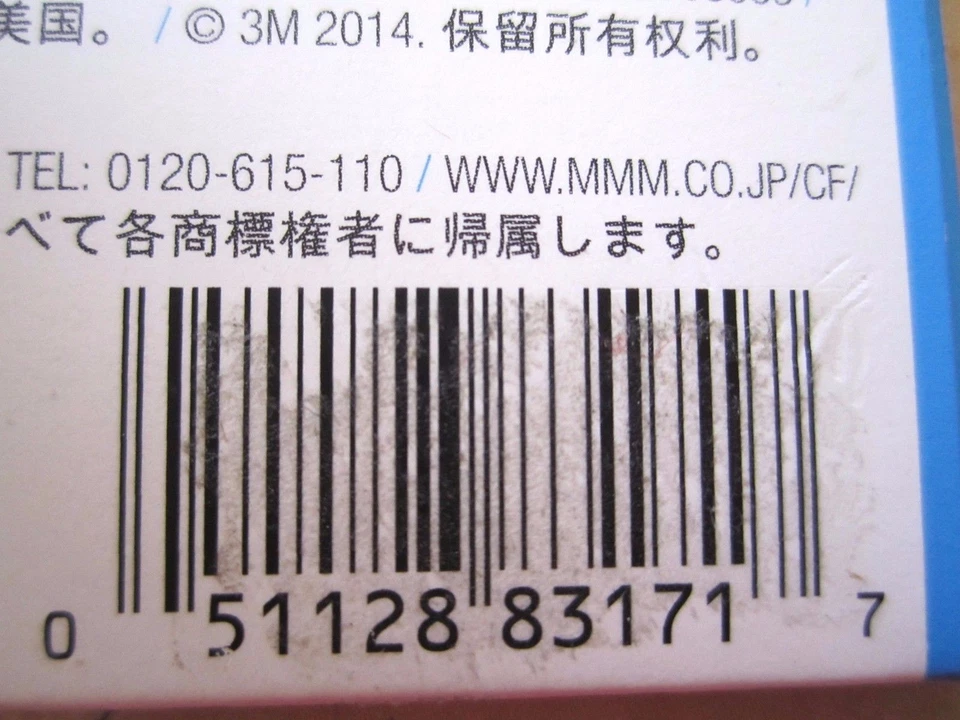 美国。 / © 3M 2014. 保留所有权利。
TEL: 0120-615-110 / WWW.MMM.CO.JP/CF/
べて各商標権者に帰属します。
0 51128 83171 7